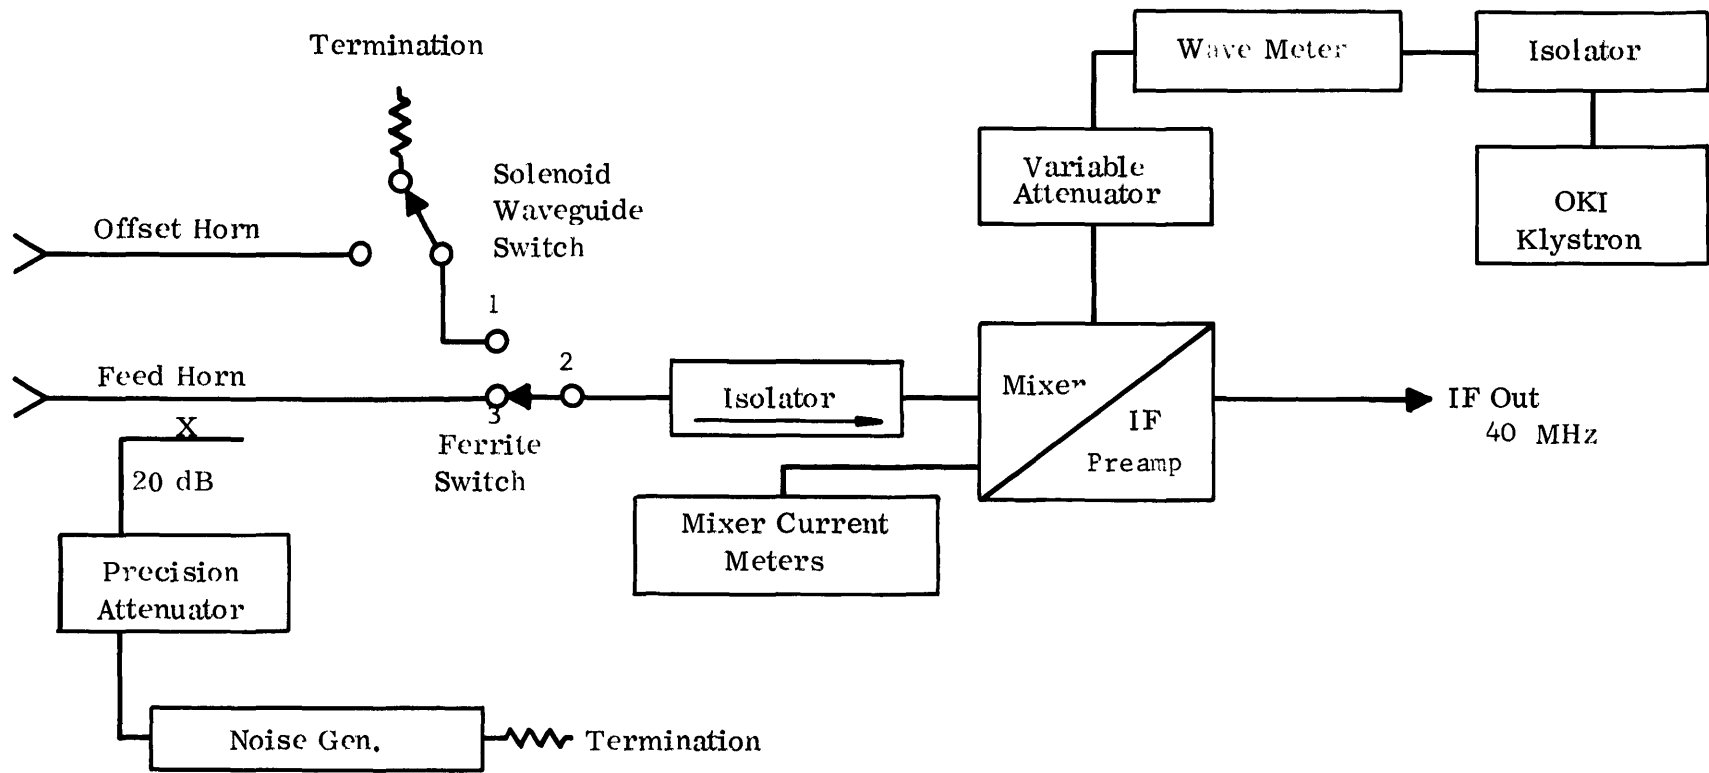 Termination
Wave Meter
Isolator
Solenoid
Waveguide
Switch
Variable
Attenuator
OKI
Klystron
Offset Horn
1
2
Feed Horn
3
Ferrite
Switch
Isolator
Mixer
IF
Preamp
IF Out
40 MHz
X
20 dB
Mixer Current
Meters
Precision
Attenuator
Noise Gen.
Termination